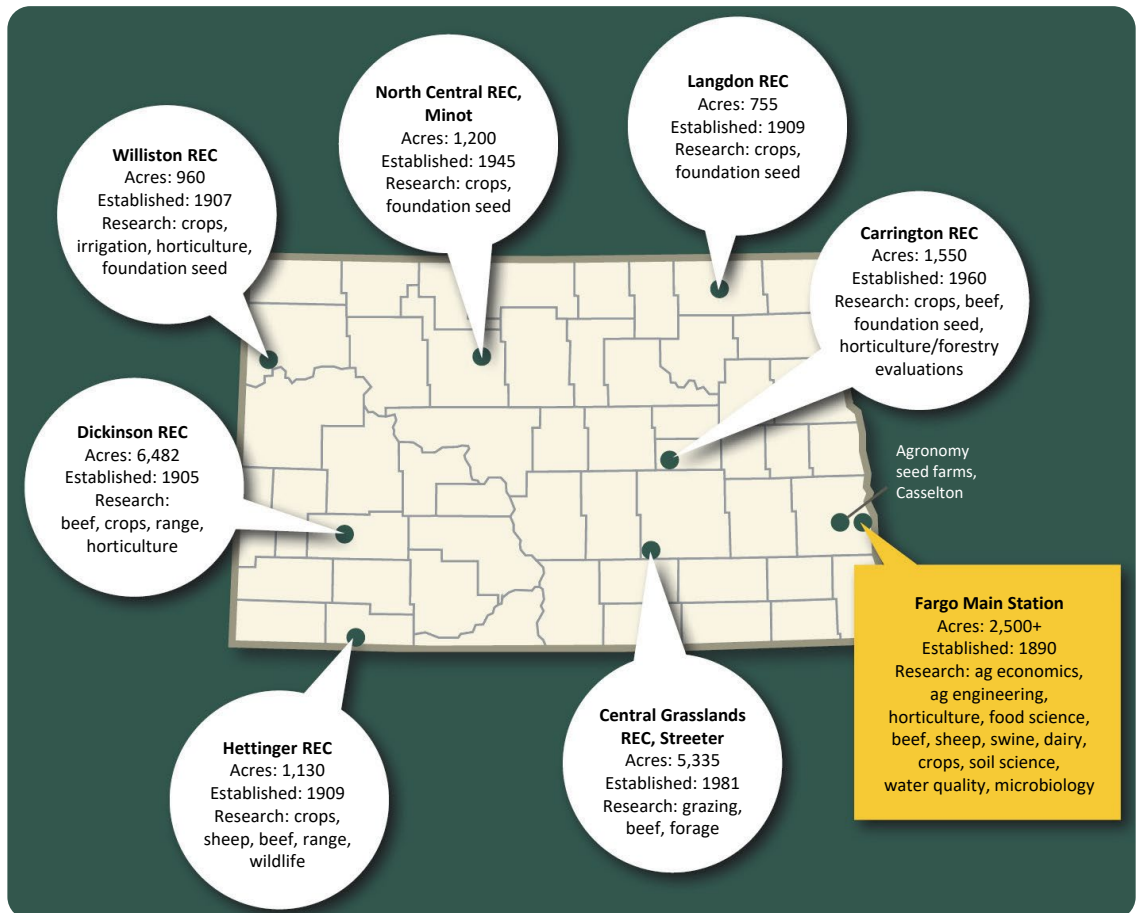 North Central REC,
Minot
Acres: 1,200
Established: 1945
Research: crops,
foundation seed
Langdon REC
Acres: 755
Established: 1909
Research: crops,
foundation seed
Williston REC
Acres: 960
Established: 1907
Research: crops,
irrigation, horticulture,
foundation seed
Carrington REC
Acres: 1,550
Established: 1960
Research: crops, beef,
foundation seed,
horticulture/forestry
evaluations
Dickinson REC
Acres: 6,482
Established: 1905
Research:
beef, crops, range,
horticulture
Agronomy
seed farms,
Casselton
Fargo Main Station
Acres: 2,500+
Established: 1890
Research: ag economics,
ag engineering,
horticulture, food science,
beef, sheep, swine, dairy,
crops, soil science,
water quality, microbiology
Central Grasslands
REC, Streeter
Acres: 5,335
Established: 1981
Research: grazing,
beef, forage
Hettinger REC
Acres: 1,130
Established: 1909
Research: crops,
sheep, beef, range,
wildlife